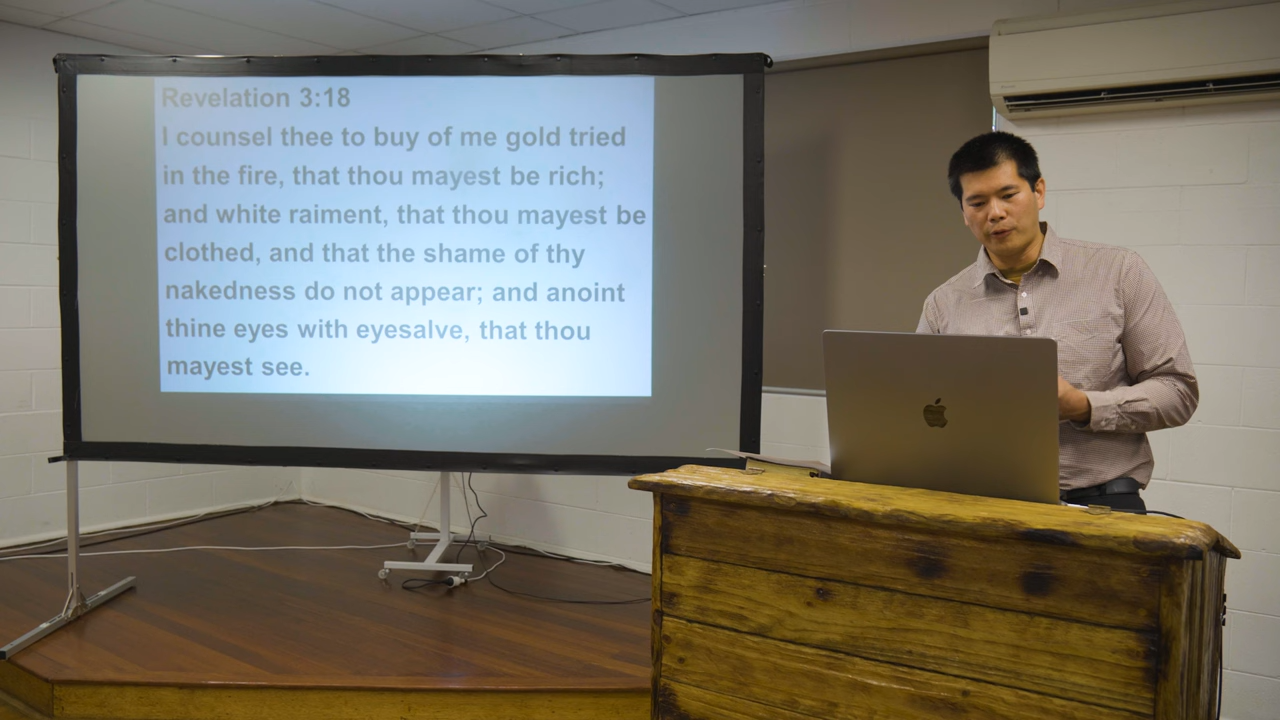 Revelation 3:18
I counsel thee to buy of me gold tried
in the fire, that thou mayest be rich;
and white raiment, that thou mayest be
clothed, and that the shame of thy
nakedness do not appear; and anoint
thine eyes with eyesalve, that thou
mayest see.